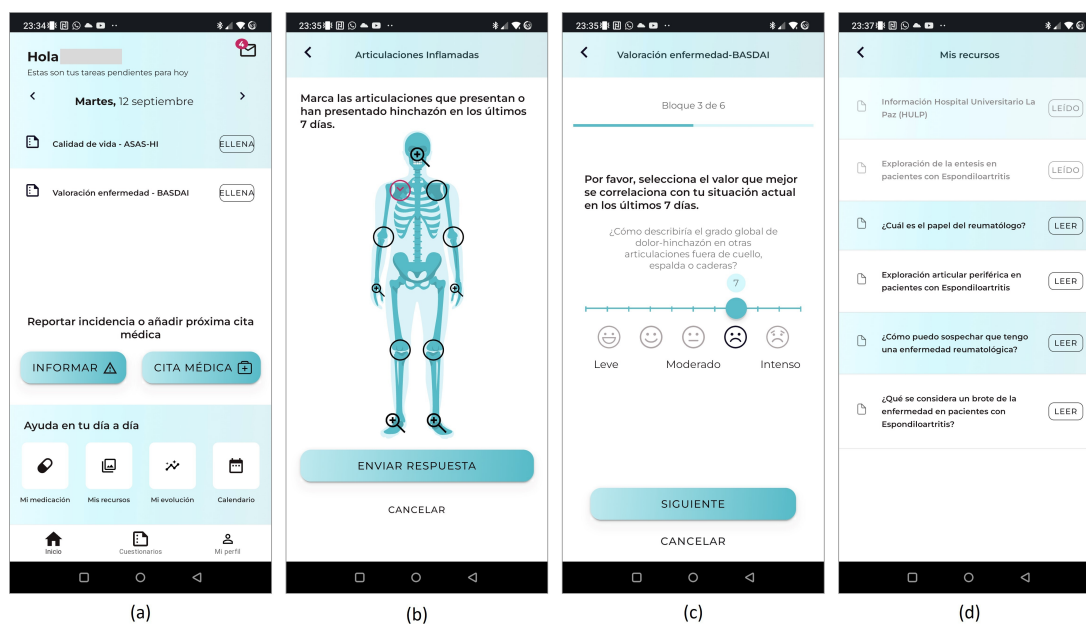 23:34
Hola
4
Estas son tus tareas pendientes para hoy
Martes, 12 septiembre
Calidad de vida - ASAS-HI
ELLENA
Valoración enfermedad - BASDAI
ELLENA
Reportar incidencia o añadir próxima cita
médica
INFORMAR
CITA MÉDICA
Ayuda en tu día a día
Mi medicación
Mis recursos
Mi evolución
Calendario
Inicio
Cuestionarios
Mi perfil
(a)
23:35
Articulaciones Inflamadas
Marca las articulaciones que presentan o
han presentado hinchazón en los últimos
7 días.
ENVIAR RESPUESTA
CANCELAR
(b)
23:35
Valoración enfermedad-BASDAI
Bloque 3 de 6
Por favor, selecciona el valor que mejor
se correlaciona con tu situación actual
en los últimos 7 días.
¿Cómo describiría el grado global de
dolor-hinchazón en otras
articulaciones fuera de cuello,
espalda o caderas?
7
Leve
Moderado
Intenso
SIGUIENTE
CANCELAR
(c)
23:37
Mis recursos
Información Hospital Universitario La
Paz (HULP)
LEÍDO
Exploración de la entesis en
pacientes con Espondiloartritis
LEÍDO
¿Cuál es el papel del reumatólogo?
LEER
Exploración articular periférica en
pacientes con Espondiloartritis
LEER
¿Cómo puedo sospechar que tengo
una enfermedad reumatológica?
LEER
¿Qué se considera un brote de la
enfermedad en pacientes con
Espondiloartritis?
LEER
(d)